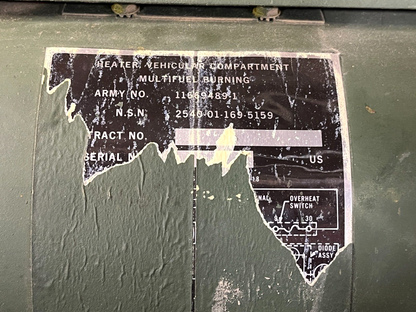 HEATER, VEHICULAR COMPARTMENT
MULTIFUEL BURNING
ARMY NO. 11669489-1
N.S.N. 2540-01-169-5159
TRACT NO.
SERIAL N
US
OVERHEAT
SWITCH
30
DIODE
ASSY